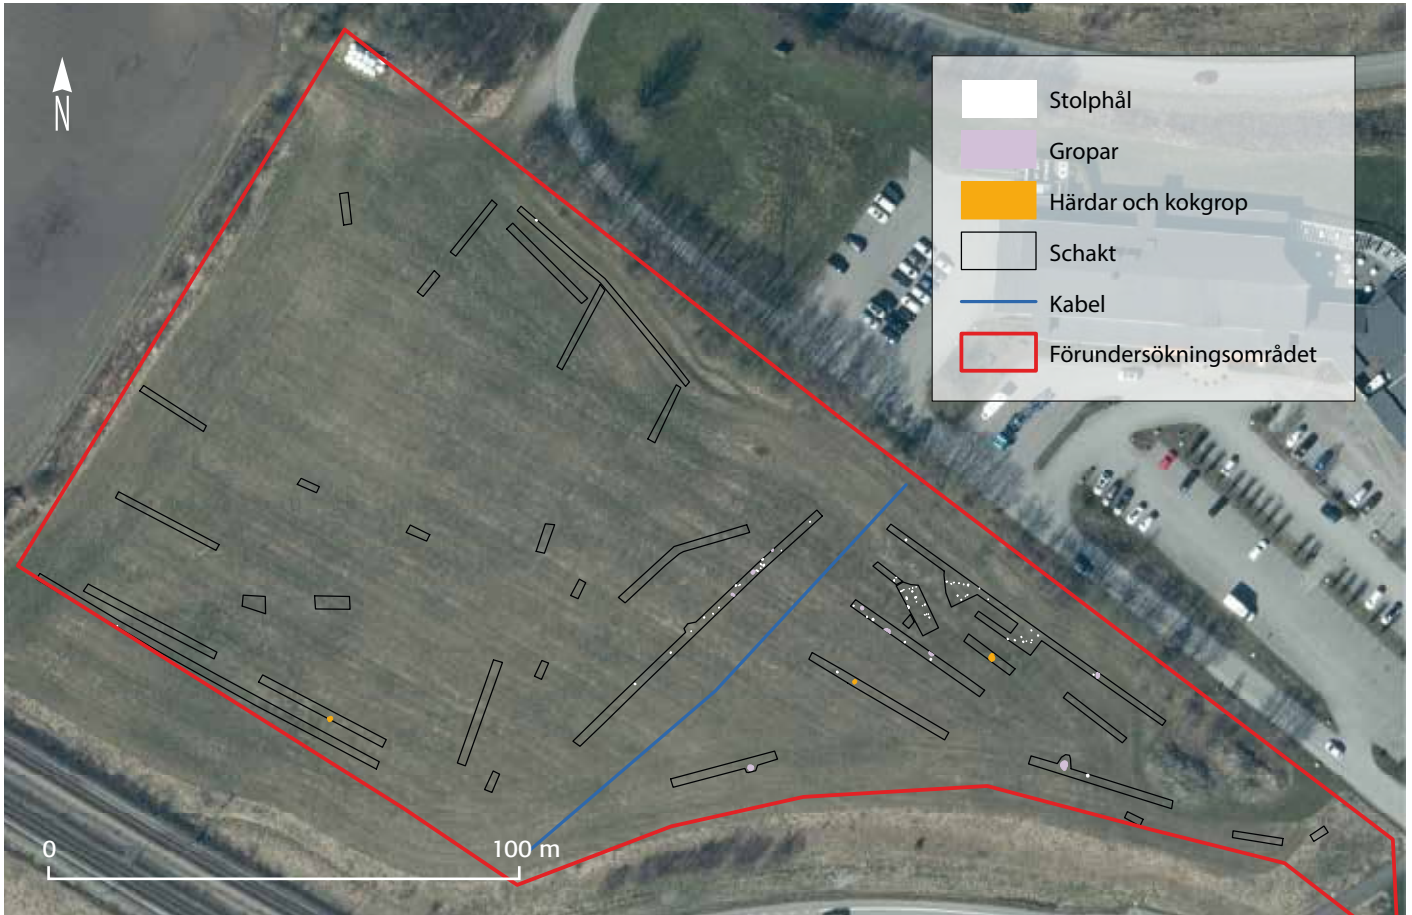 N
Stolphål
Gropar
Härdar och kokgrop
Schakt
Kabel
Förundersökningsområdet
0 100 m